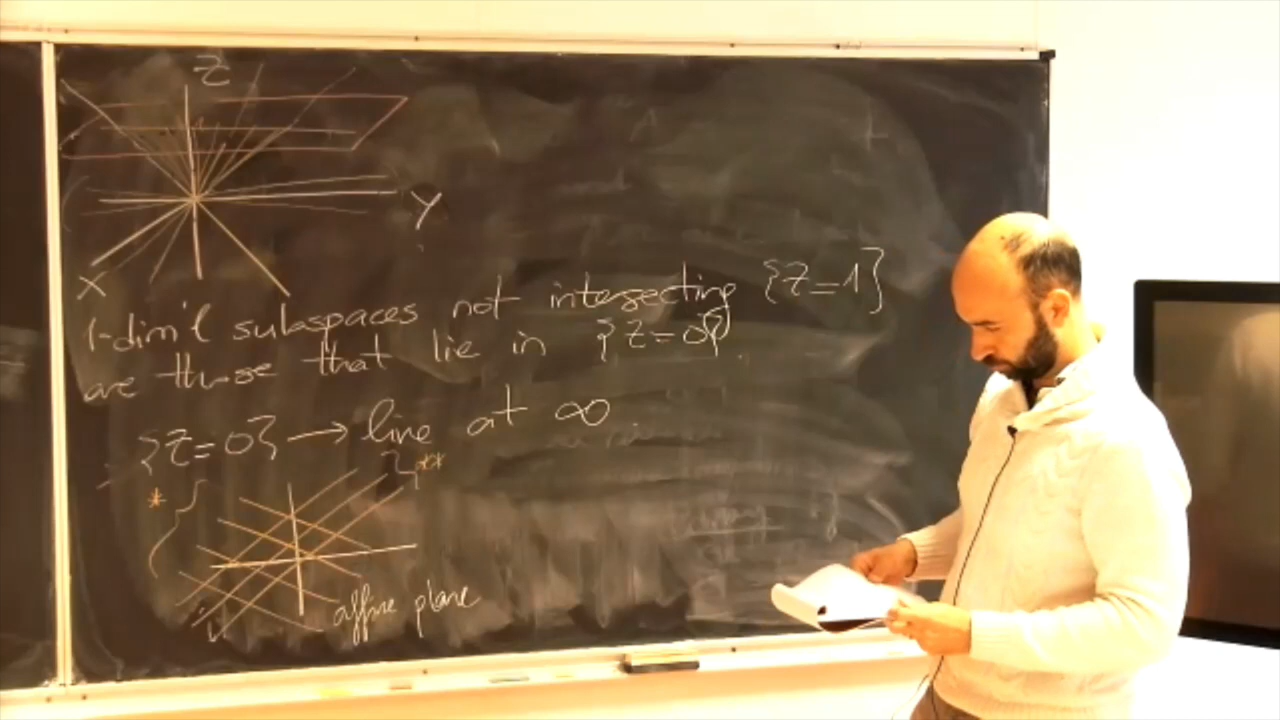 Z
Y
X
1-dim'l subspaces not intersecting {Z=1}
are those that lie in {Z=0}.
{Z=0} → line at ∞
**
*
affine plane